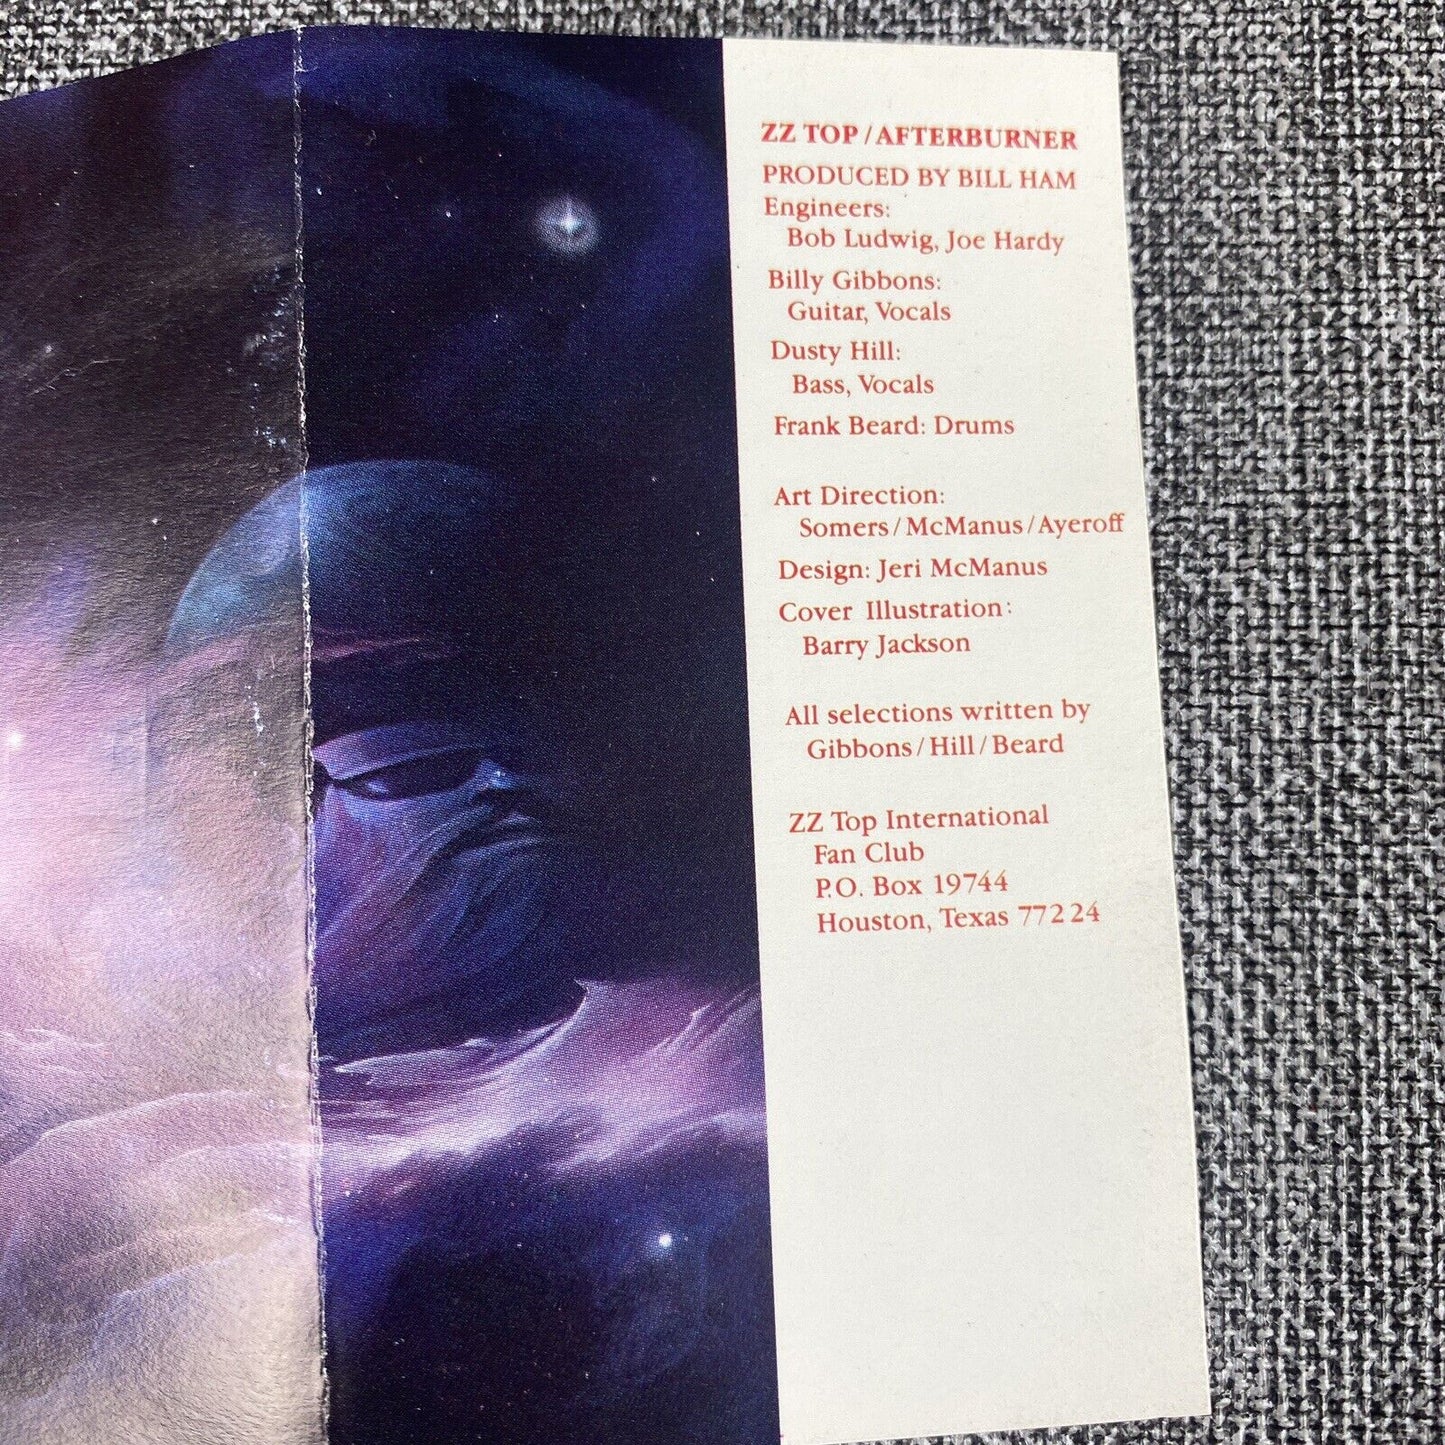 ZZ TOP / AFTERBURNER
PRODUCED BY BILL HAM
Engineers:
Bob Ludwig, Joe Hardy
Billy Gibbons:
Guitar, Vocals
Dusty Hill:
Bass, Vocals
Frank Beard: Drums
Art Direction:
Somers / McManus / Ayeroff
Design: Jeri McManus
Cover Illustration:
Barry Jackson
All selections written by
Gibbons / Hill / Beard
ZZ Top International
Fan Club
P.O. Box 19744
Houston, Texas 77224